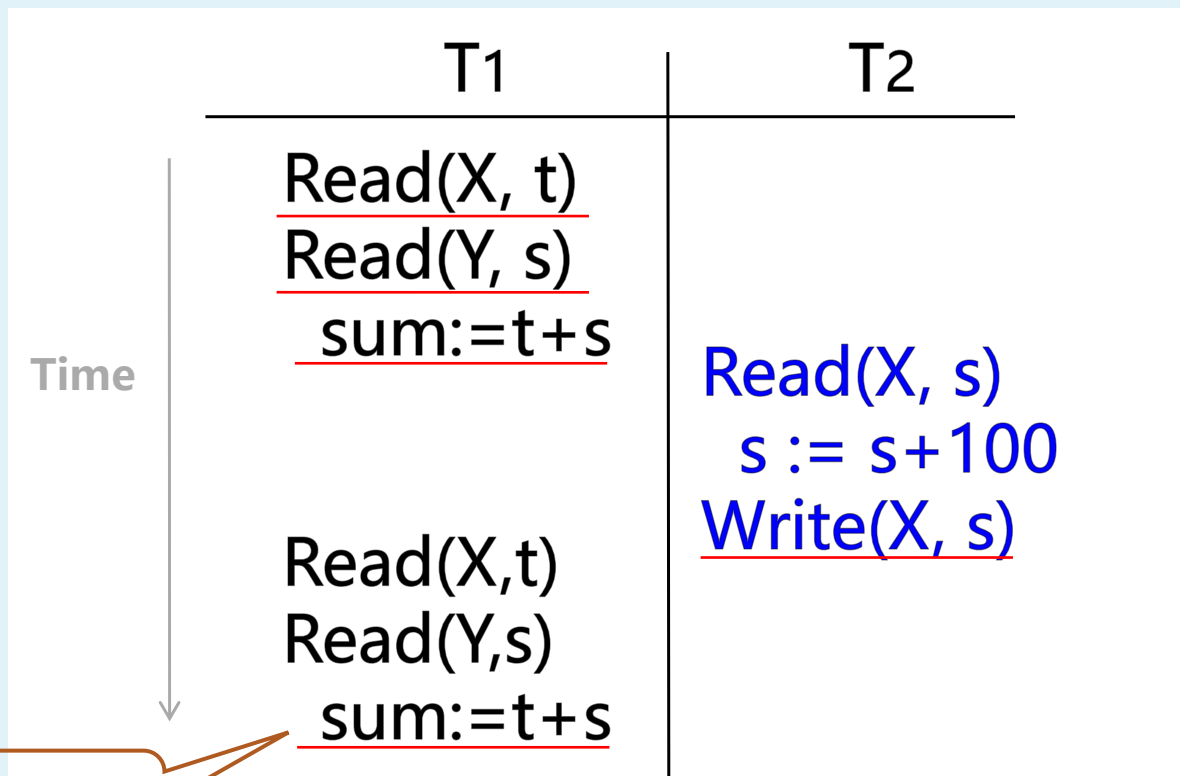 T1 T2
Read(X, t)
Read(Y, s)
sum:=t+s
Time
Read(X, s)
s := s+100
Write(X, s)
Read(X,t)
Read(Y,s)
sum:=t+s